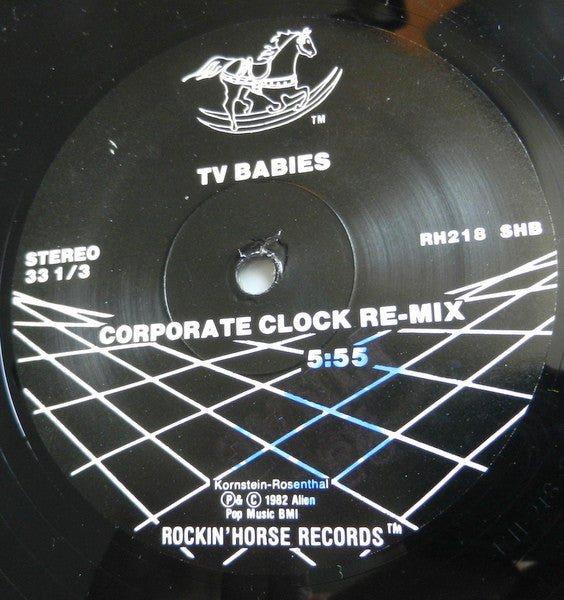 TM
TV BABIES
STEREO
33 1/3
RH218 SHB
CORPORATE CLOCK RE-MIX
5:55
Kornstein-Rosenthal
Ⓟ& © 1982 Alien
Pop Music BMI
ROCKIN'HORSE RECORDS™